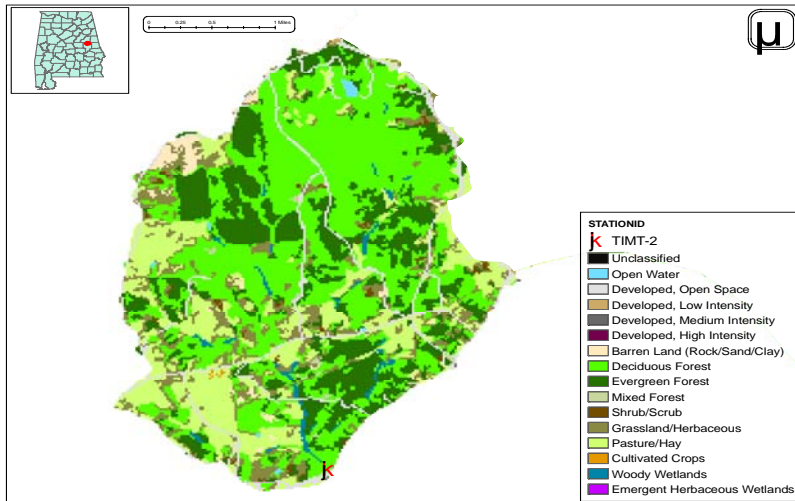 0 0.25 0.5 1 Miles
µ
STATIONID
jk TIMT-2
Unclassified
Open Water
Developed, Open Space
Developed, Low Intensity
Developed, Medium Intensity
Developed, High Intensity
Barren Land (Rock/Sand/Clay)
Deciduous Forest
Evergreen Forest
Mixed Forest
Shrub/Scrub
Grassland/Herbaceous
Pasture/Hay
Cultivated Crops
Woody Wetlands
Emergent Herbaceous Wetlands
jk